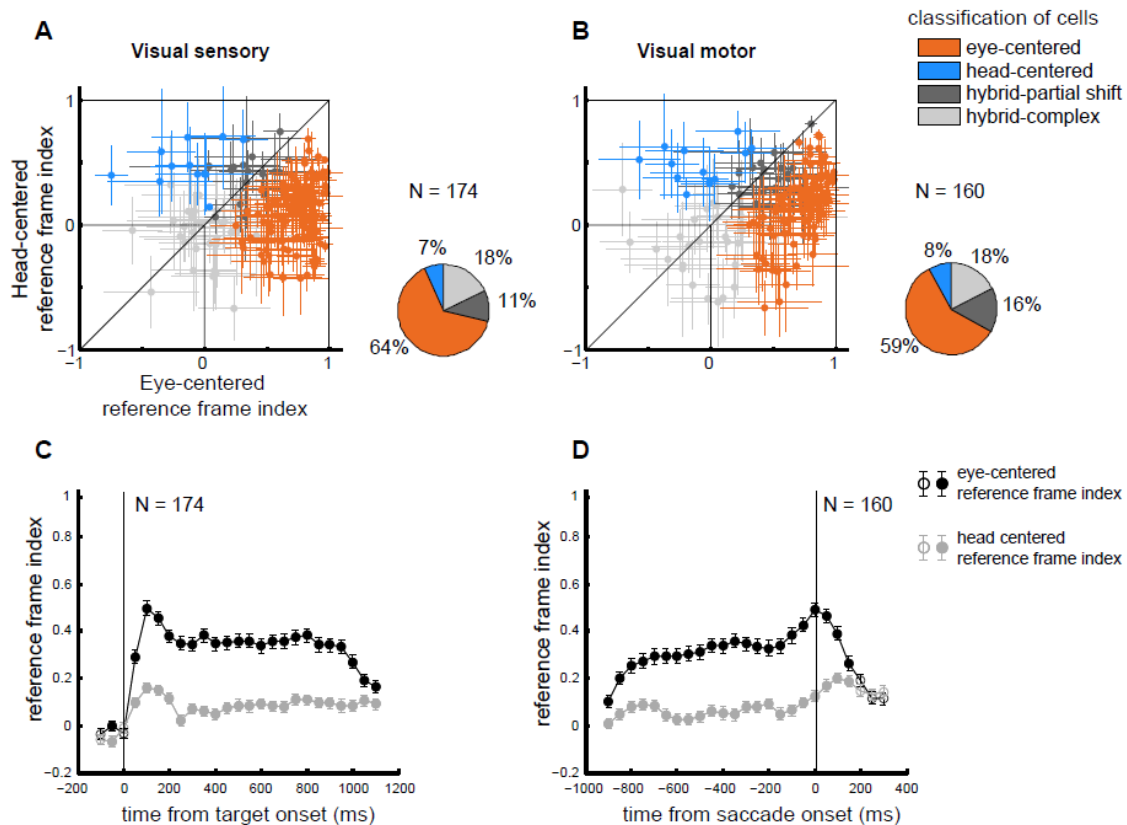 A
Visual sensory
B
Visual motor
classification of cells
eye-centered
head-centered
hybrid-partial shift
hybrid-complex
Head-centered
reference frame index
1
0
−1
−1
0
1
Eye-centered
reference frame index
N = 174
7%
18%
11%
64%
1
0
−1
−1
0
1
N = 160
8%
18%
16%
59%
C
N = 174
reference frame index
1
0.8
0.6
0.4
0.2
0
−0.2
−200
0
200
400
600
800
1000
1200
time from target onset (ms)
D
N = 160
reference frame index
1
0.8
0.6
0.4
0.2
0
−0.2
−1000
−800
−600
−400
−200
0
200
400
time from saccade onset (ms)
eye-centered
reference frame index
head centered
reference frame index